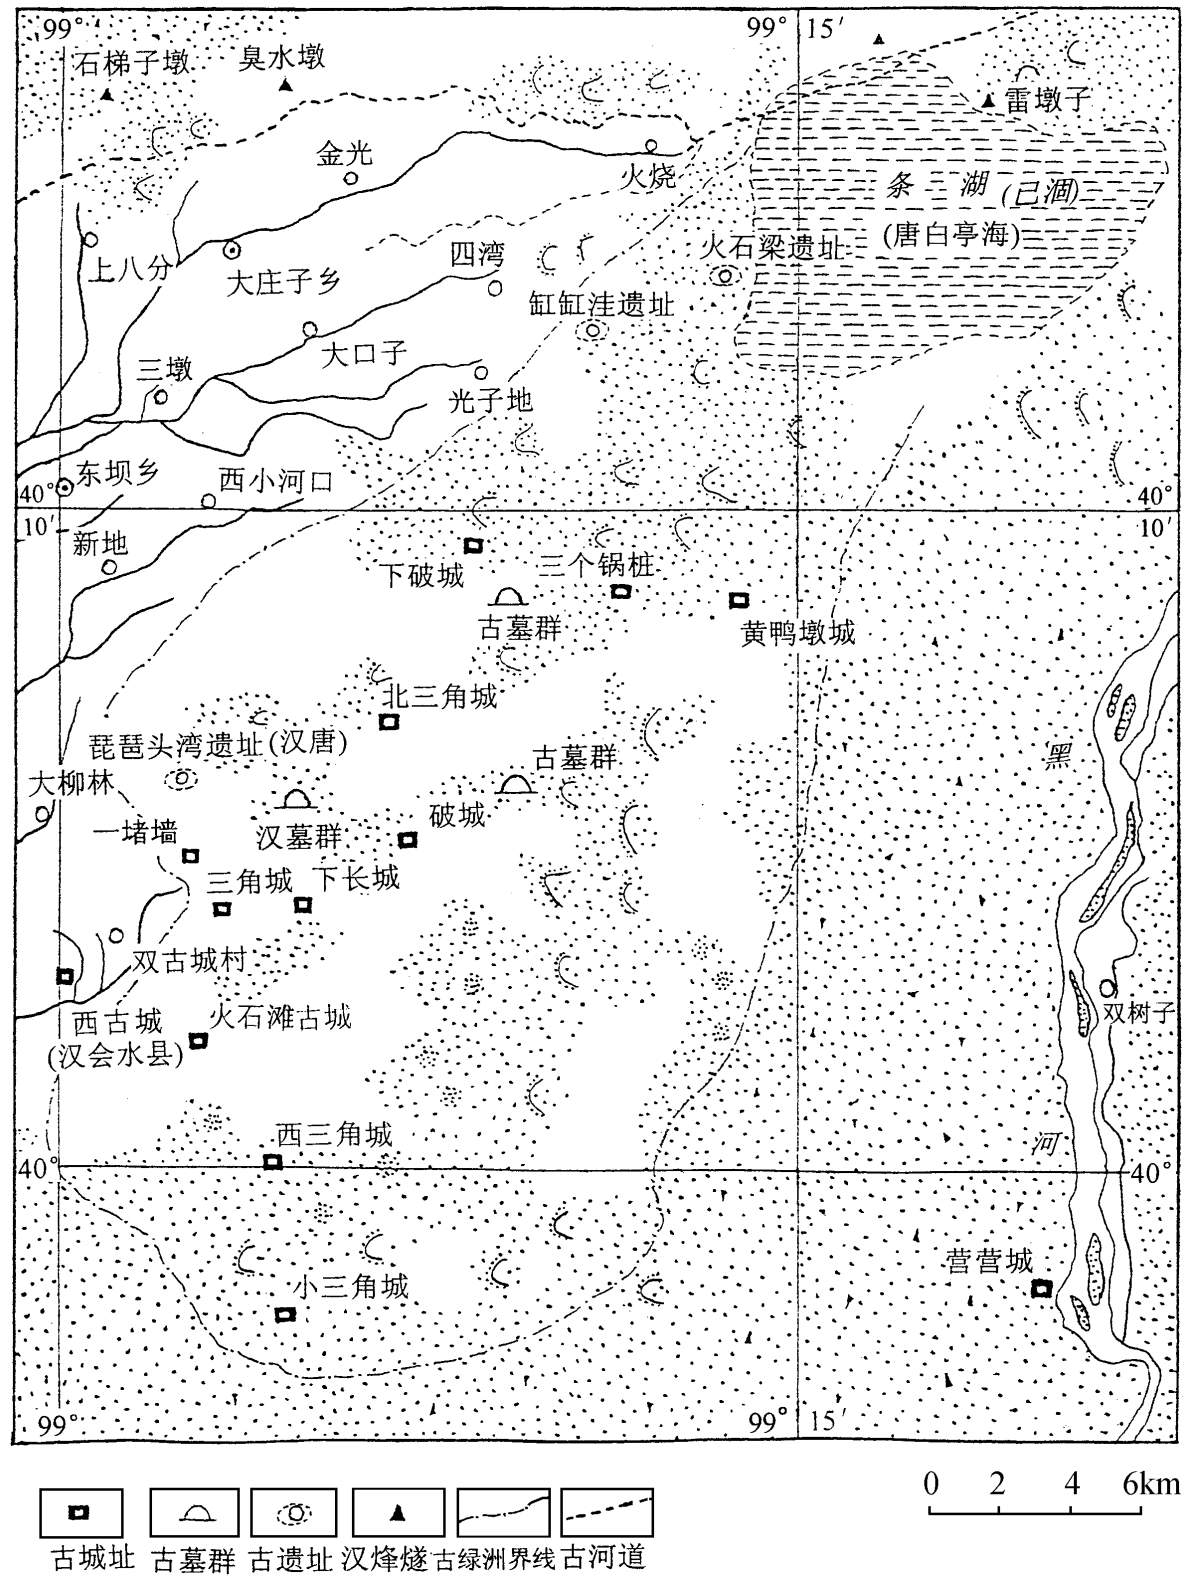 99°
99°
15′
石梯子墩
臭水墩
雷墩子
金光
火烧
条 湖 (已涸)
(唐白亭海)
上八分
大庄子乡
四湾
火石梁遗址
缸缸洼遗址
大口子
三墩
光子地
东坝乡
西小河口
40°
10′
40°
10′
新地
下破城
三个锅桩
古墓群
黄鸭墩城
北三角城
琵琶头湾遗址(汉唐)
古墓群
黑
大柳林
一堵墙
汉墓群
破城
三角城
下长城
双古城村
西古城
(汉会水县)
火石滩古城
双树子
西三角城
河
40°
40°
营营城
小三角城
99°
99°
15′
0 2 4 6km
古城址
古墓群
古遗址
汉烽燧
古绿洲界线
古河道